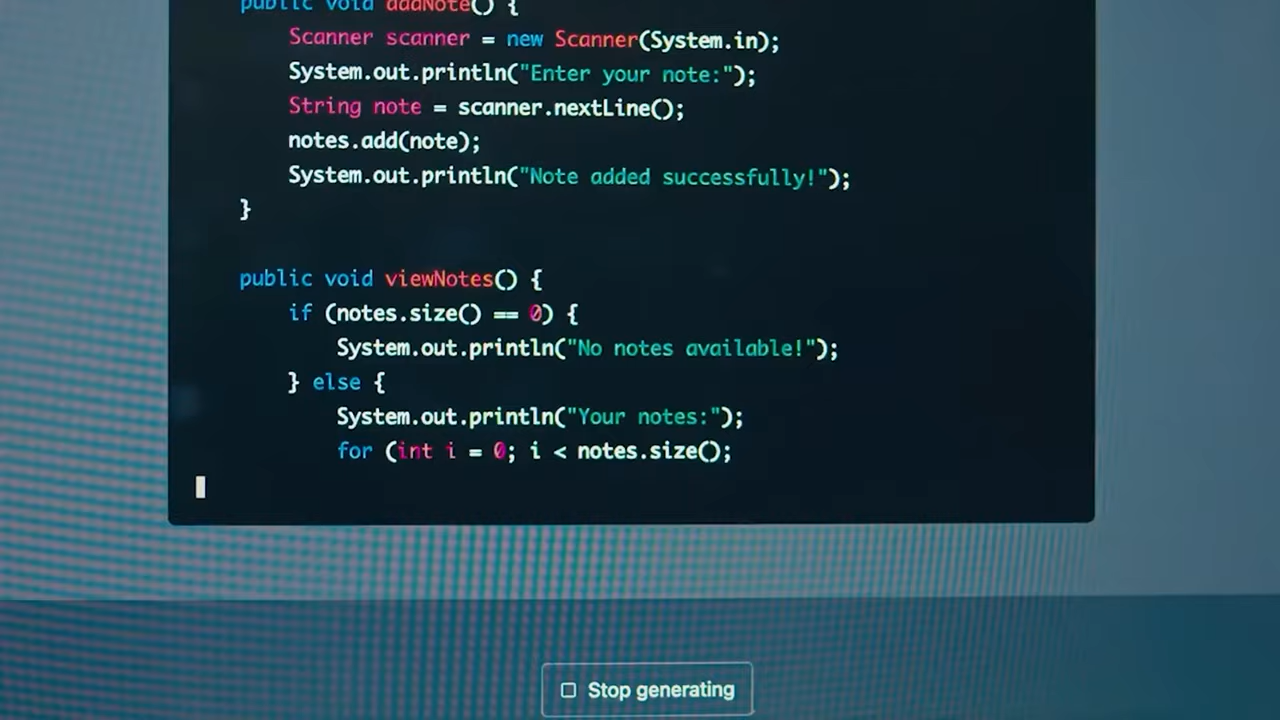 public void addNote() {
Scanner scanner = new Scanner(System.in);
System.out.println("Enter your note:");
String note = scanner.nextLine();
notes.add(note);
System.out.println("Note added successfully!");
}
public void viewNotes() {
if (notes.size() == 0) {
System.out.println("No notes available!");
} else {
System.out.println("Your notes:");
for (int i = 0; i < notes.size();
Stop generating